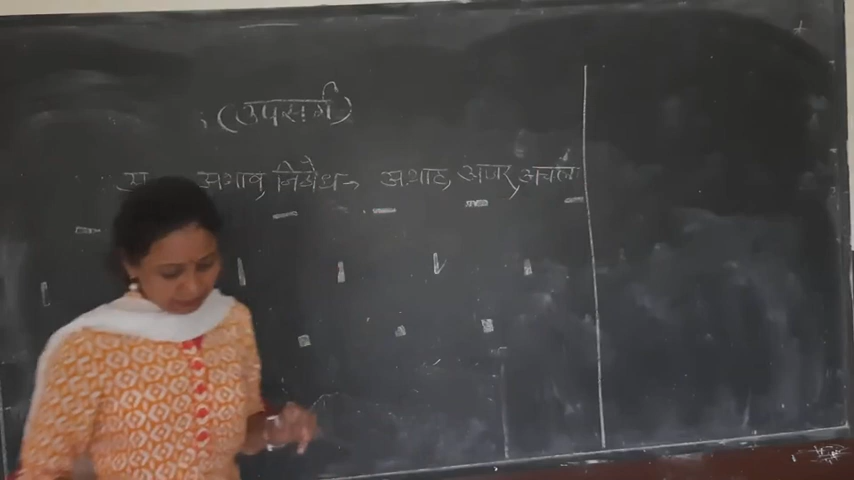 (उपसर्ग)
अ अभाव, निषेध → अथाह, अजर, अचल